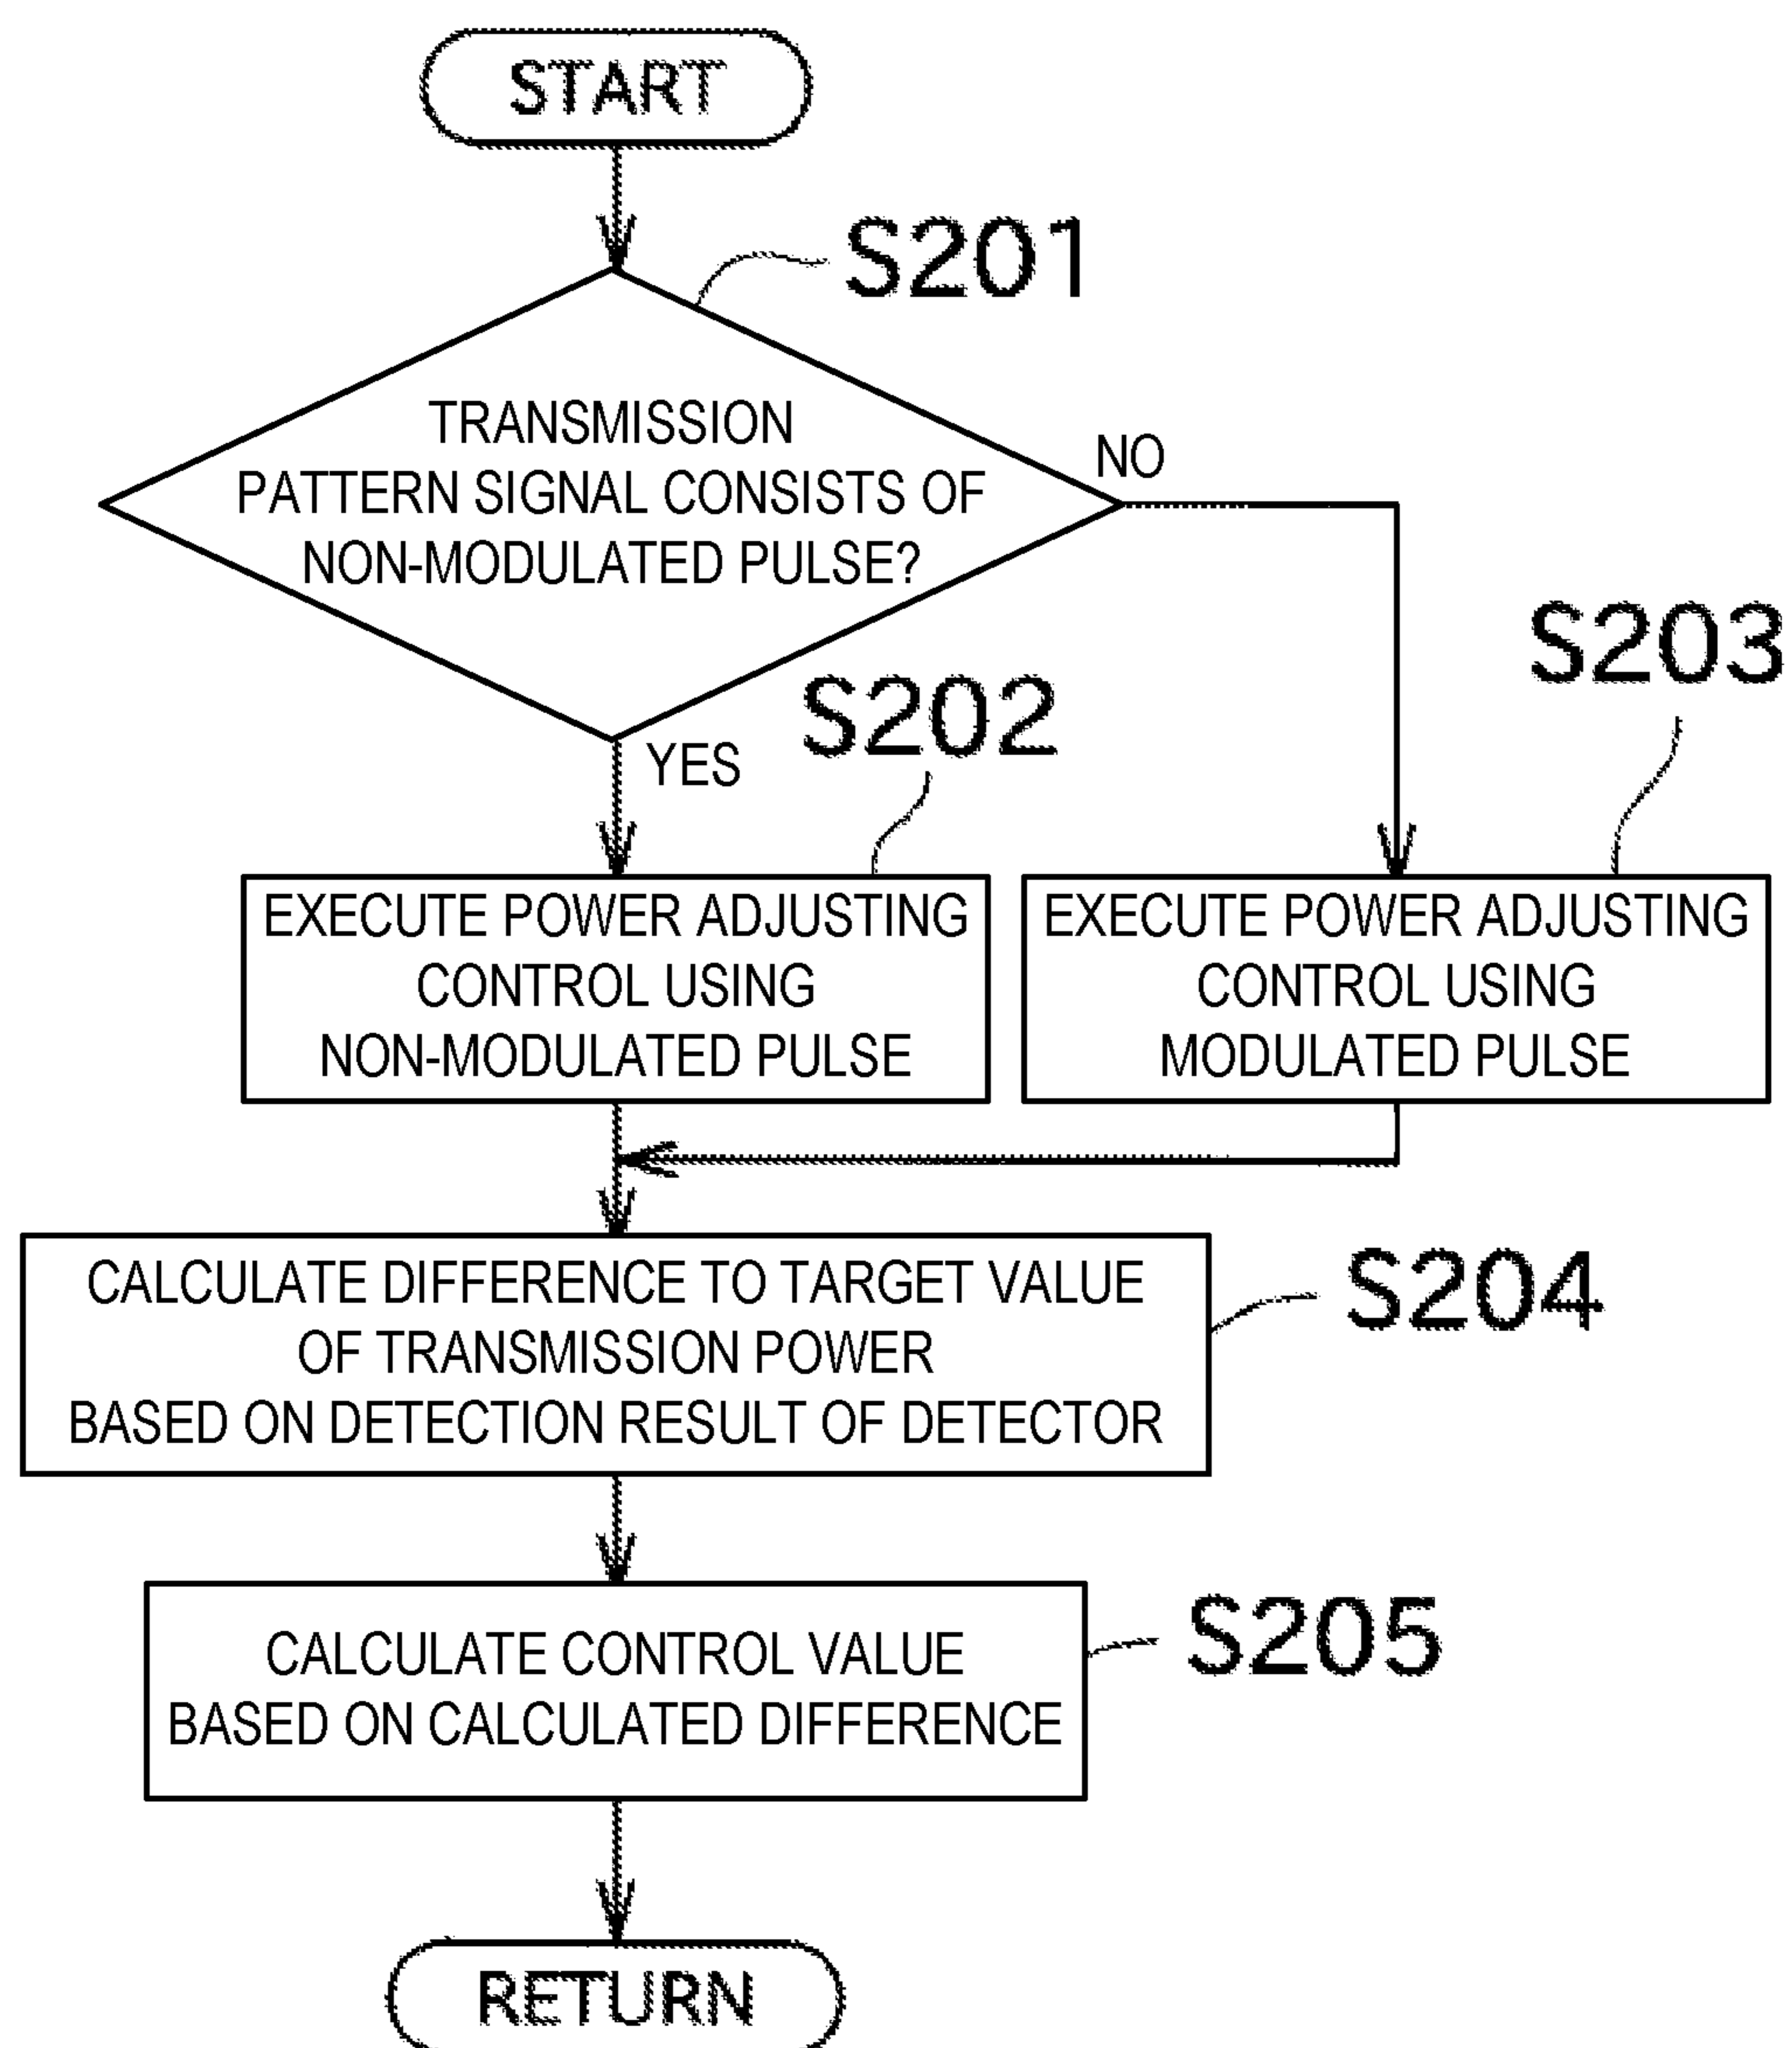 START
S201
TRANSMISSION
PATTERN SIGNAL CONSISTS OF
NON-MODULATED PULSE?
NO
YES
S202
S203
EXECUTE POWER ADJUSTING
CONTROL USING
NON-MODULATED PULSE
EXECUTE POWER ADJUSTING
CONTROL USING
MODULATED PULSE
CALCULATE DIFFERENCE TO TARGET VALUE
OF TRANSMISSION POWER
BASED ON DETECTION RESULT OF DETECTOR
S204
CALCULATE CONTROL VALUE
BASED ON CALCULATED DIFFERENCE
S205
RETURN